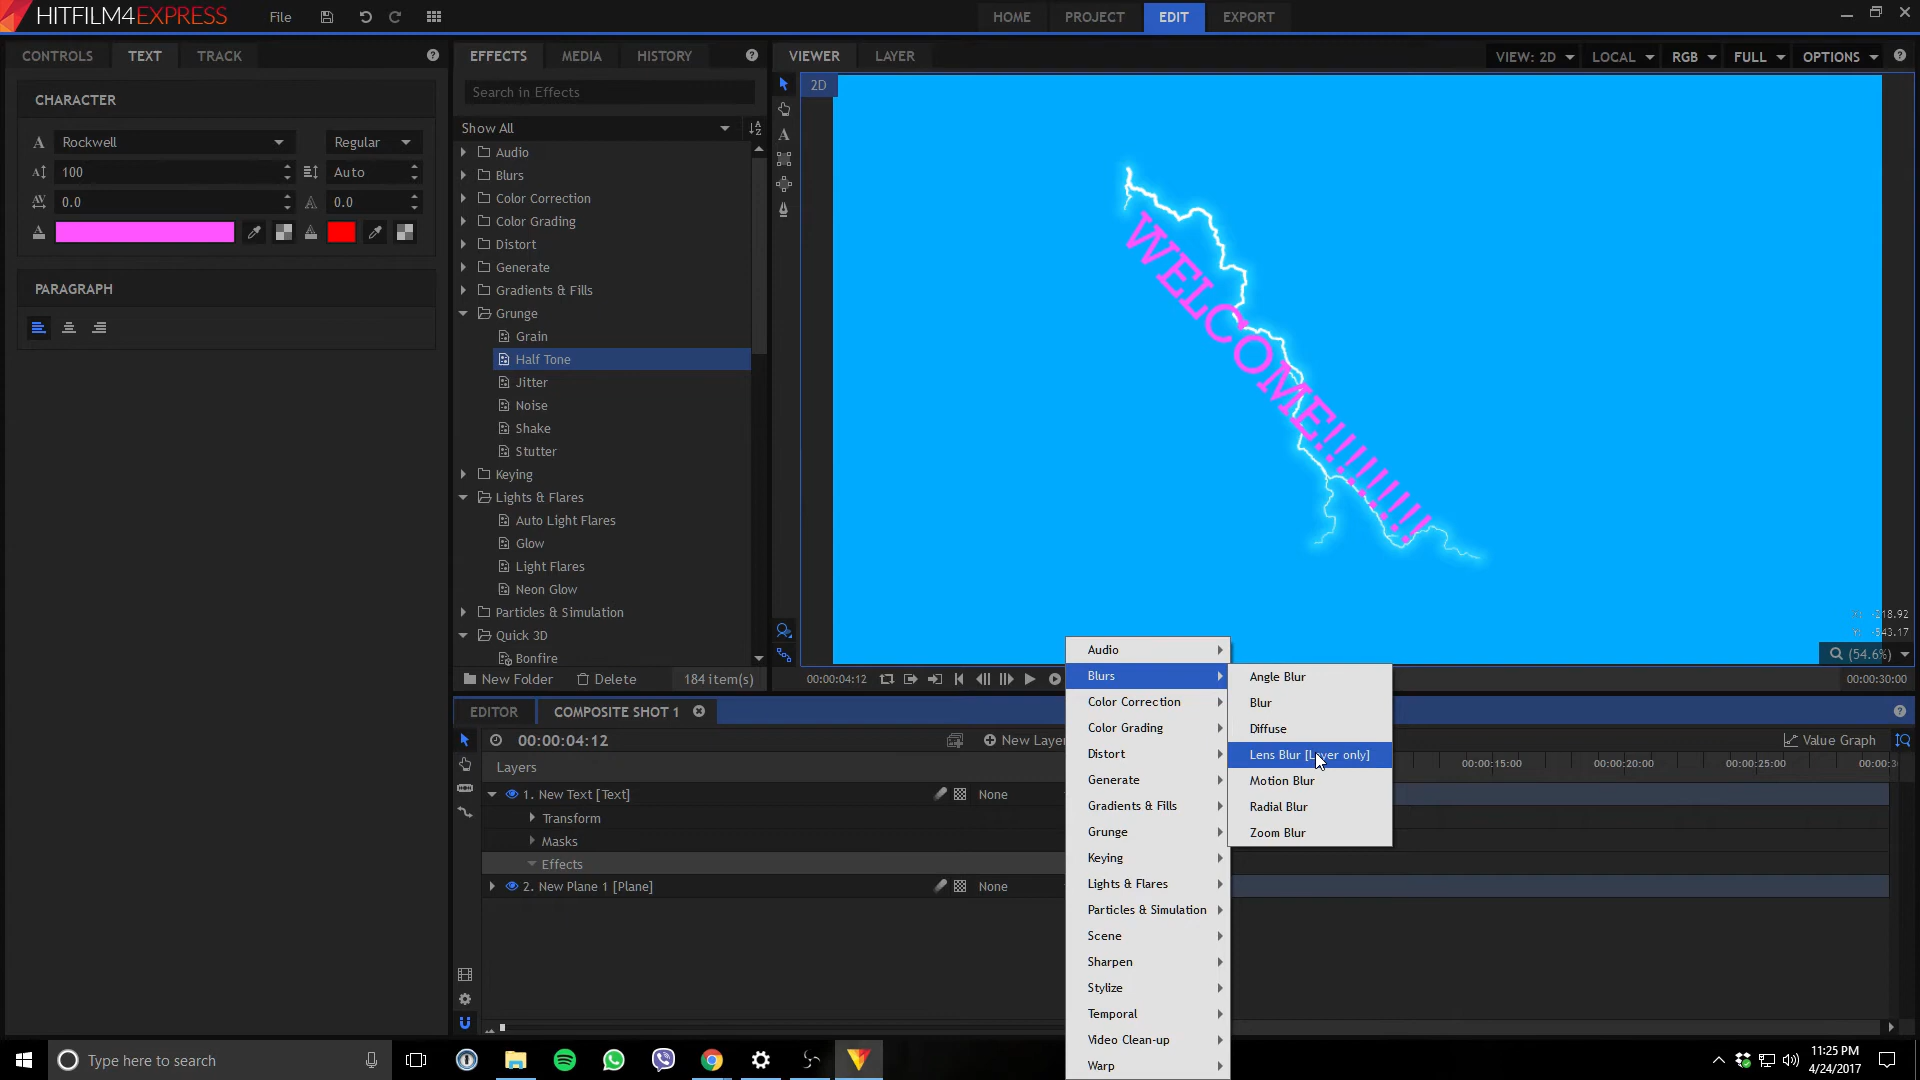 HITFILM4EXPRESS
File
HOME
PROJECT
EDIT
EXPORT
CONTROLS
TEXT
TRACK
EFFECTS
MEDIA
HISTORY
VIEWER
LAYER
VIEW: 2D
LOCAL
RGB
FULL
OPTIONS
CHARACTER
Rockwell
Regular
100
Auto
0.0
0.0
PARAGRAPH
Search in Effects
Show All
Audio
Blurs
Color Correction
Color Grading
Distort
Generate
Gradients & Fills
Grunge
Grain
Half Tone
Jitter
Noise
Shake
Stutter
Keying
Lights & Flares
Auto Light Flares
Glow
Light Flares
Neon Glow
Particles & Simulation
Quick 3D
Bonfire
New Folder
Delete
184 item(s)
2D
WELCOME!!!!!!!!!!
-218.92
-543.17
(54.6%)
00:00:04:12
00:00:30:00
EDITOR
COMPOSITE SHOT 1
00:00:04:12
New Layer
Value Graph
Layers
00:00:15:00
00:00:20:00
00:00:25:00
1. New Text [Text]
None
Transform
Masks
Effects
2. New Plane 1 [Plane]
None
Audio
Blurs
Color Correction
Color Grading
Distort
Generate
Gradients & Fills
Grunge
Keying
Lights & Flares
Particles & Simulation
Scene
Sharpen
Stylize
Temporal
Video Clean-up
Warp
Angle Blur
Blur
Diffuse
Lens Blur [Layer only]
Motion Blur
Radial Blur
Zoom Blur
Type here to search
11:25 PM
4/24/2017